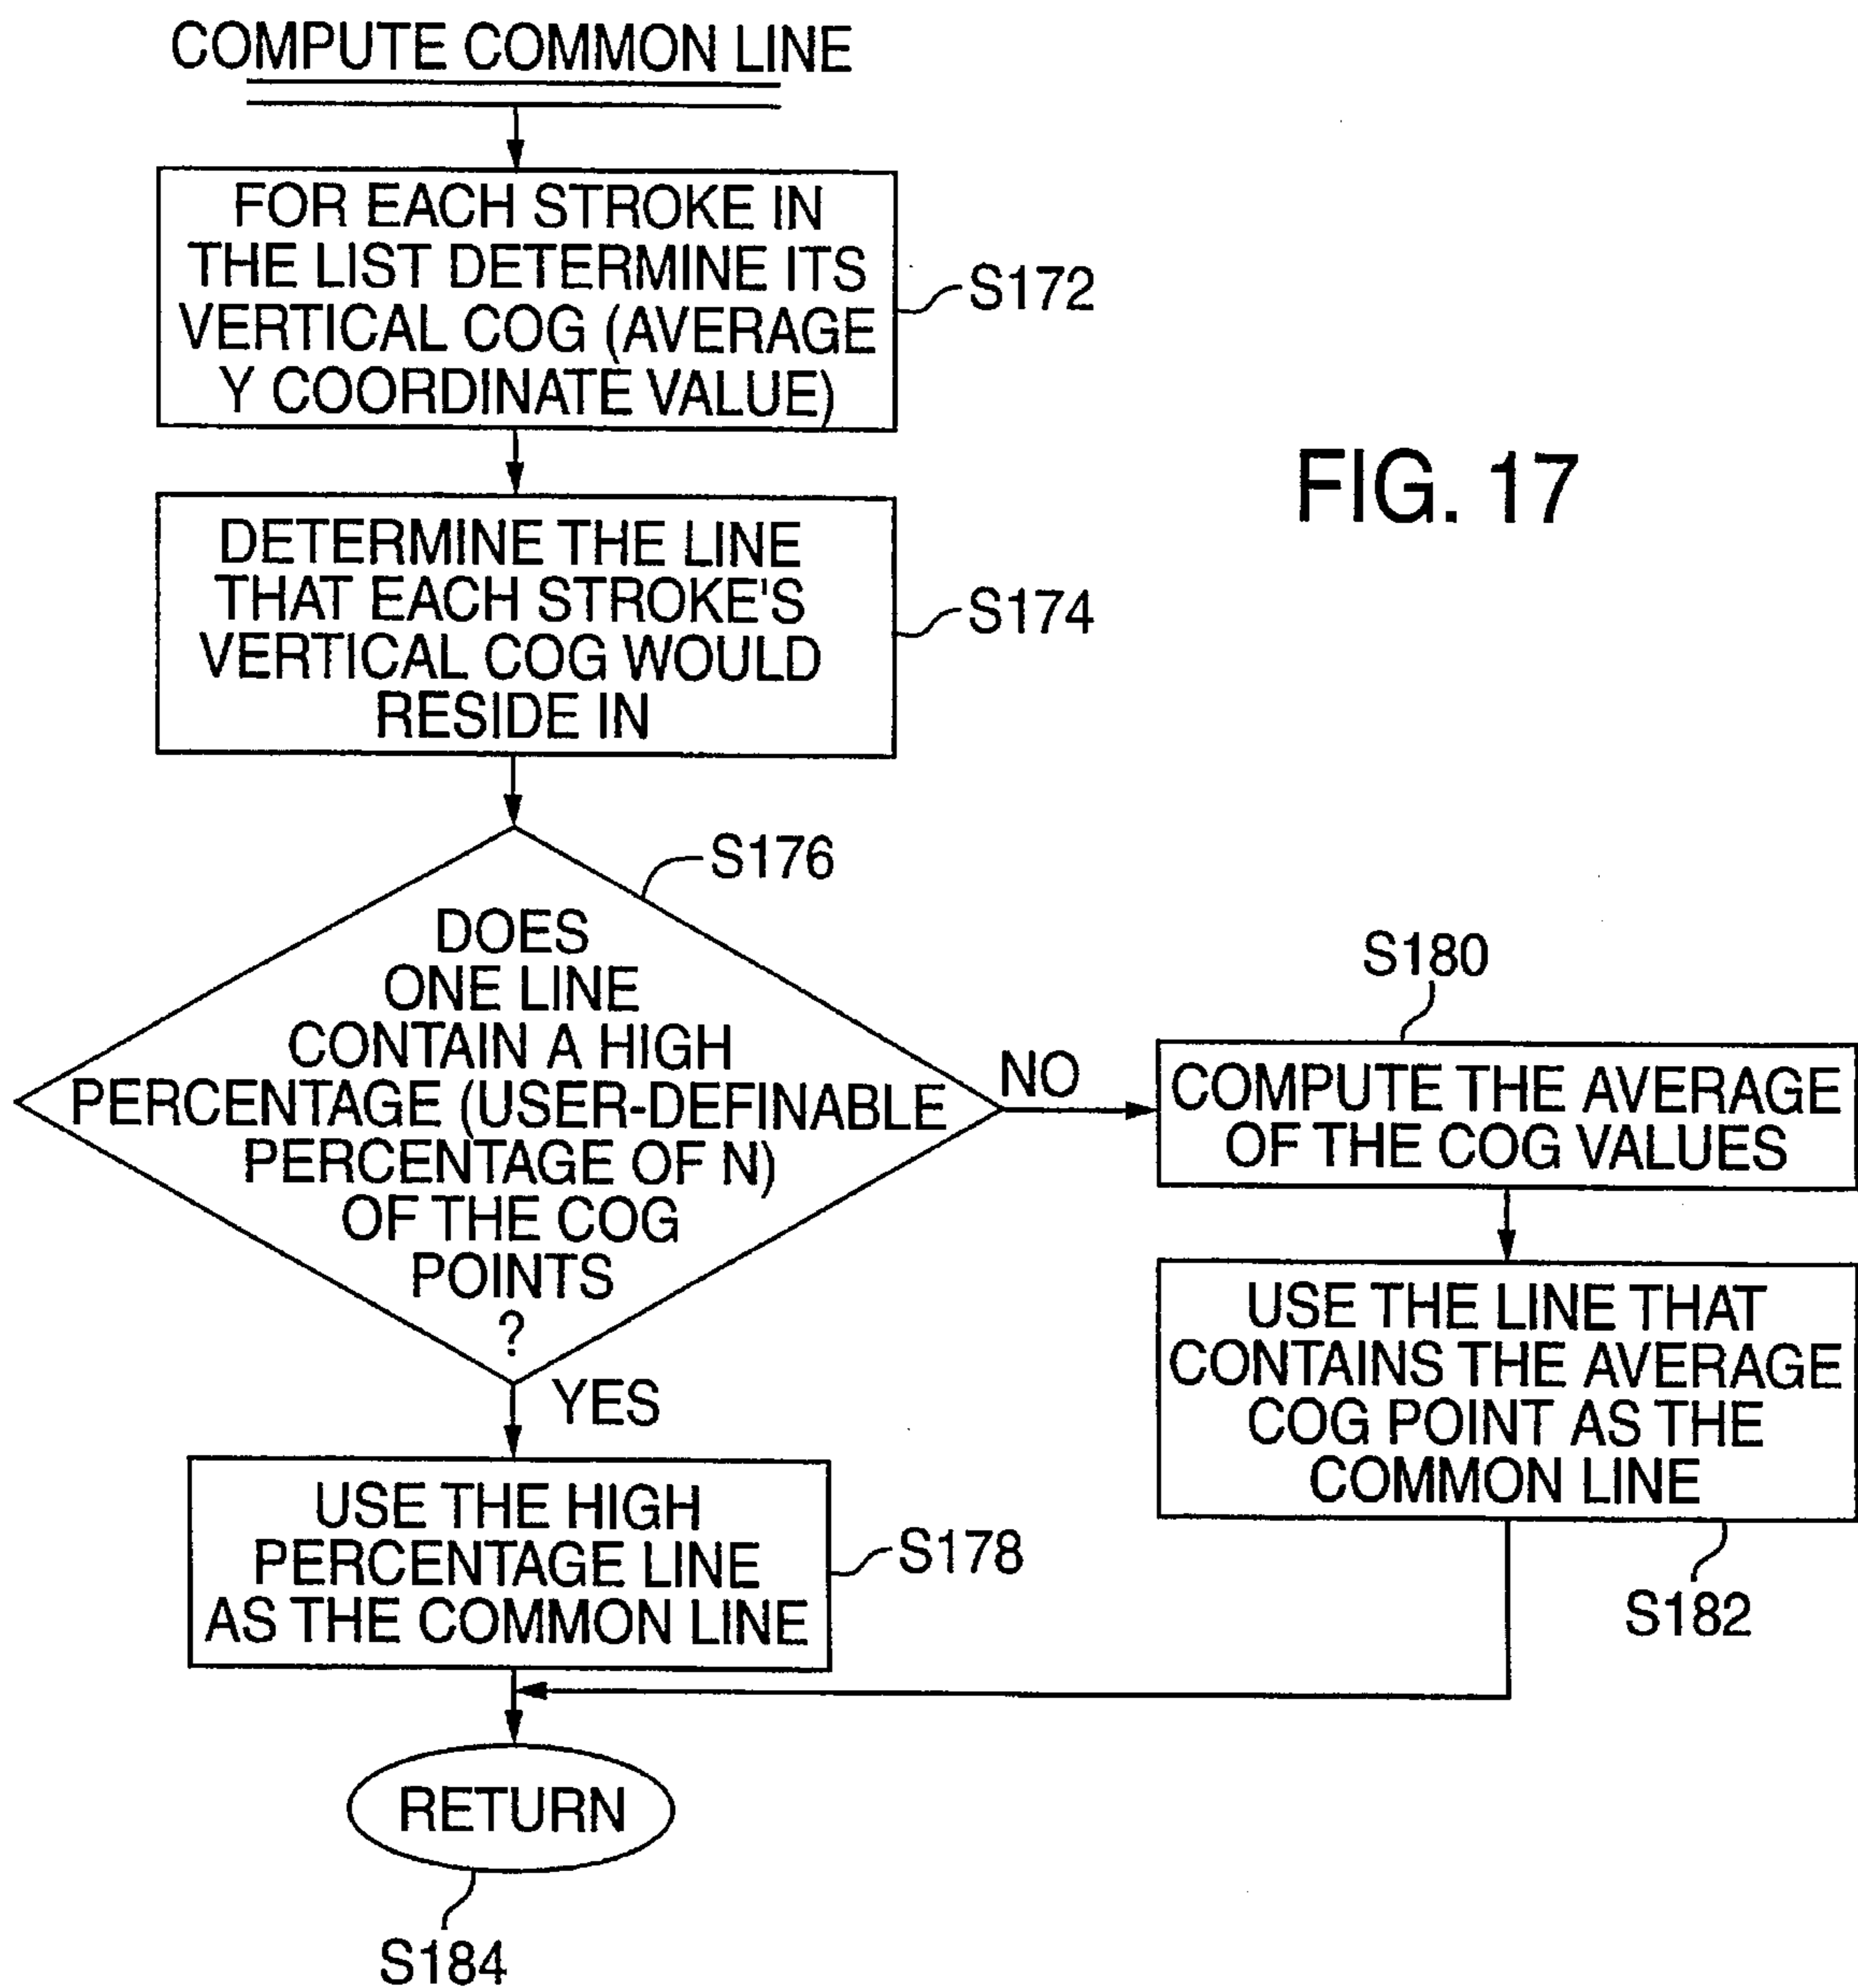 COMPUTE COMMON LINE
FOR EACH STROKE IN
THE LIST DETERMINE ITS
VERTICAL COG (AVERAGE
Y COORDINATE VALUE)
S172
FIG. 17
DETERMINE THE LINE
THAT EACH STROKE'S
VERTICAL COG WOULD
RESIDE IN
S174
S176
DOES
ONE LINE
CONTAIN A HIGH
PERCENTAGE (USER-DEFINABLE
PERCENTAGE OF N)
OF THE COG
POINTS
?
NO
S180
COMPUTE THE AVERAGE
OF THE COG VALUES
USE THE LINE THAT
CONTAINS THE AVERAGE
COG POINT AS THE
COMMON LINE
S182
YES
USE THE HIGH
PERCENTAGE LINE
AS THE COMMON LINE
S178
RETURN
S184